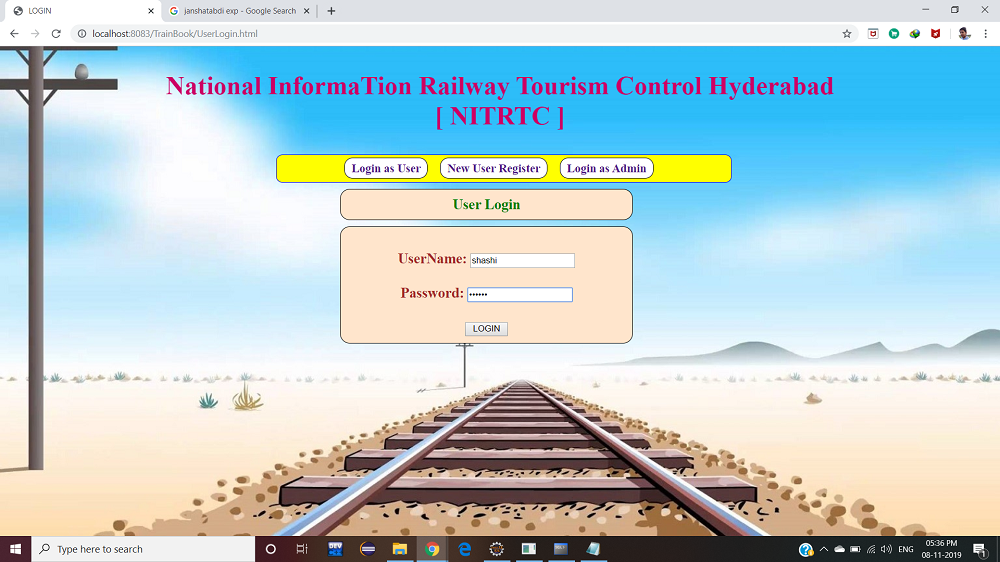 LOGIN
janshatabdi exp - Google Search
localhost:8083/TrainBook/UserLogin.html
National InformaTion Railway Tourism Control Hyderabad
[ NITRTC ]
Login as User New User Register Login as Admin
User Login
UserName: shashi
Password: ••••••
LOGIN
Type here to search
DEV
ENG
05:36 PM
08-11-2019
1